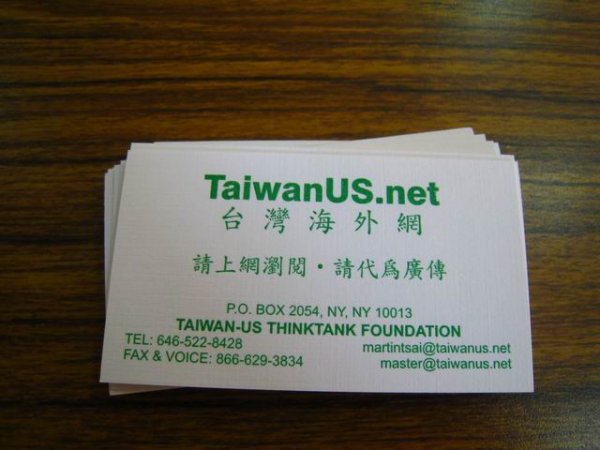 TaiwanUS.net
台灣海外網
請上網瀏閱・請代為廣傳
P.O. BOX 2054, NY, NY 10013
TAIWAN-US THINKTANK FOUNDATION
TEL: 646-522-8428
martintsai@taiwanus.net
FAX & VOICE: 866-629-3834
master@taiwanus.net